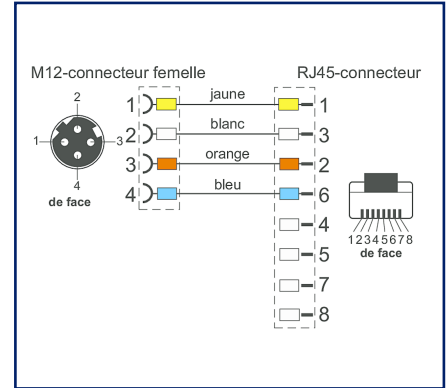 M12-connecteur femelle RJ45-connecteur
2
1 3
4
de face
1 jaune 1
2 blanc 3
3 orange 2
4 bleu 6
4
5
7
8
12345678
de face